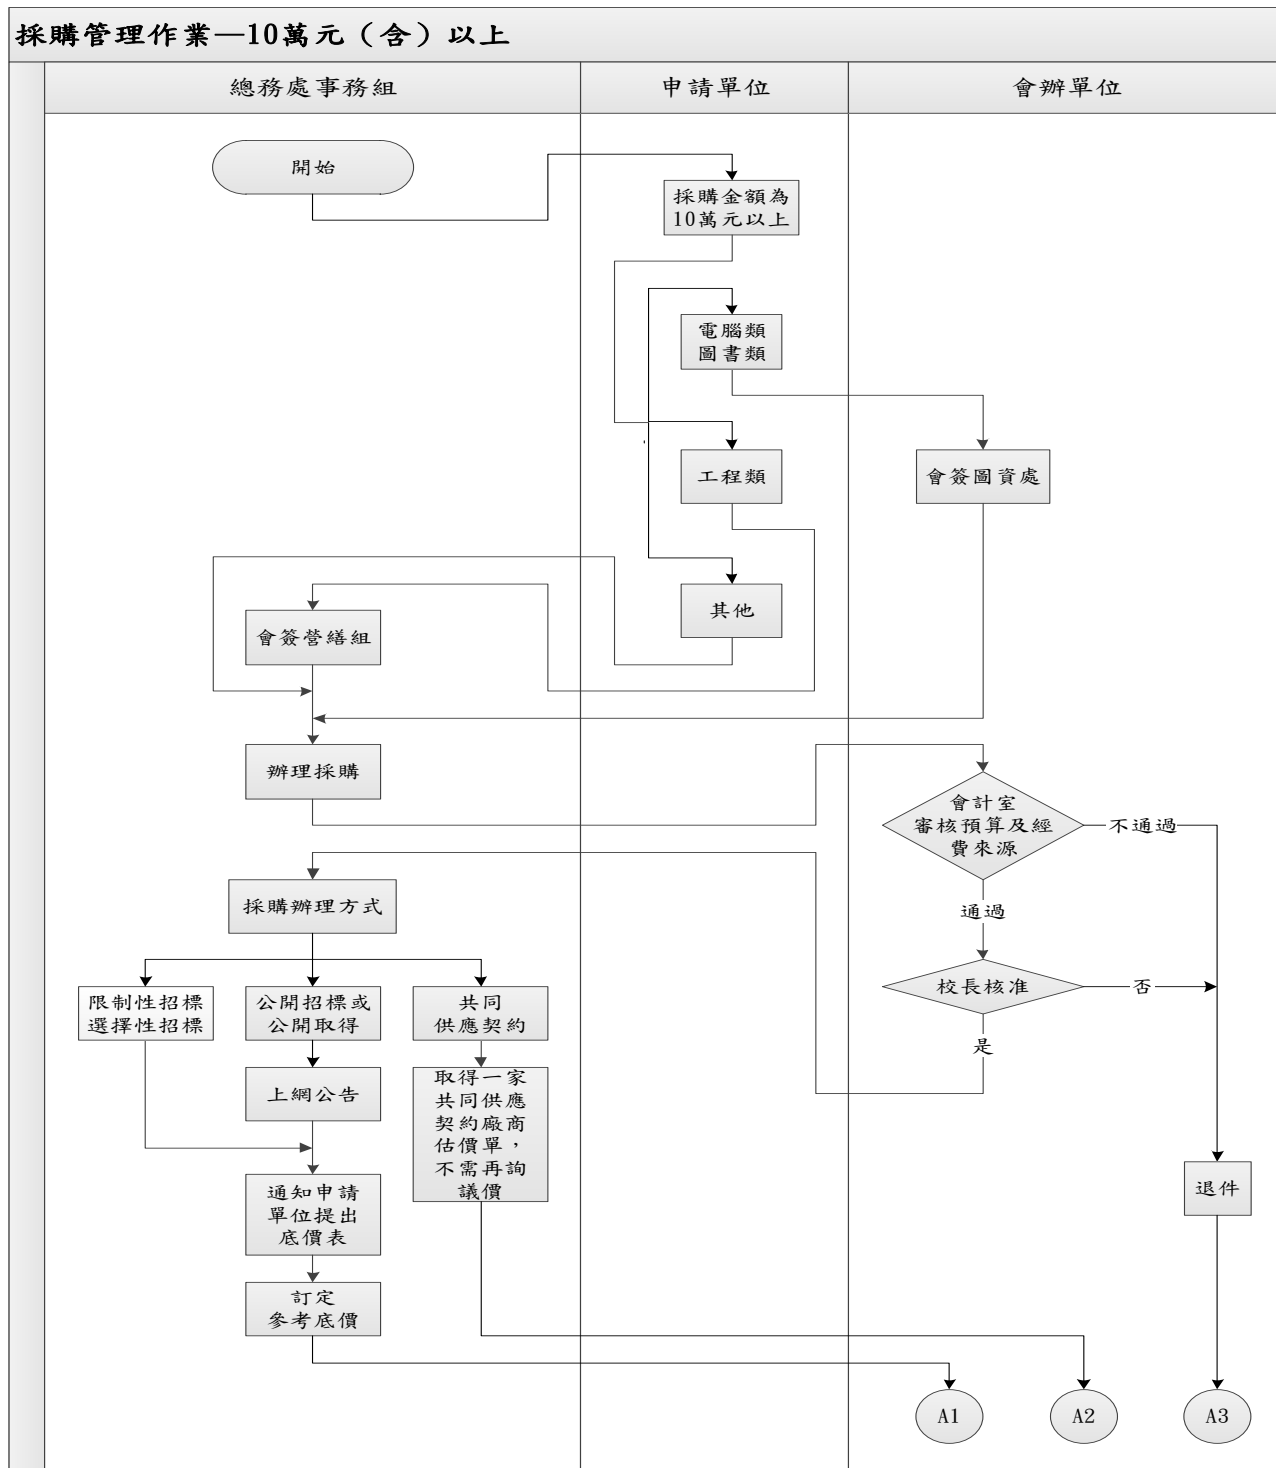 採購管理作業—10萬元（含）以上
總務處事務組
申請單位
會辦單位
開始
採購金額為
10萬元以上
電腦類
圖書類
工程類
會簽圖資處
其他
會簽營繕組
辦理採購
會計室
審核預算及經
費來源
不通過
通過
採購辦理方式
校長核准
否
是
限制性招標
選擇性招標
公開招標或
公開取得
共同
供應契約
上網公告
取得一家
共同供應
契約廠商
估價單，
不需再詢
議價
通知申請
單位提出
底價表
退件
訂定
參考底價
A1
A2
A3